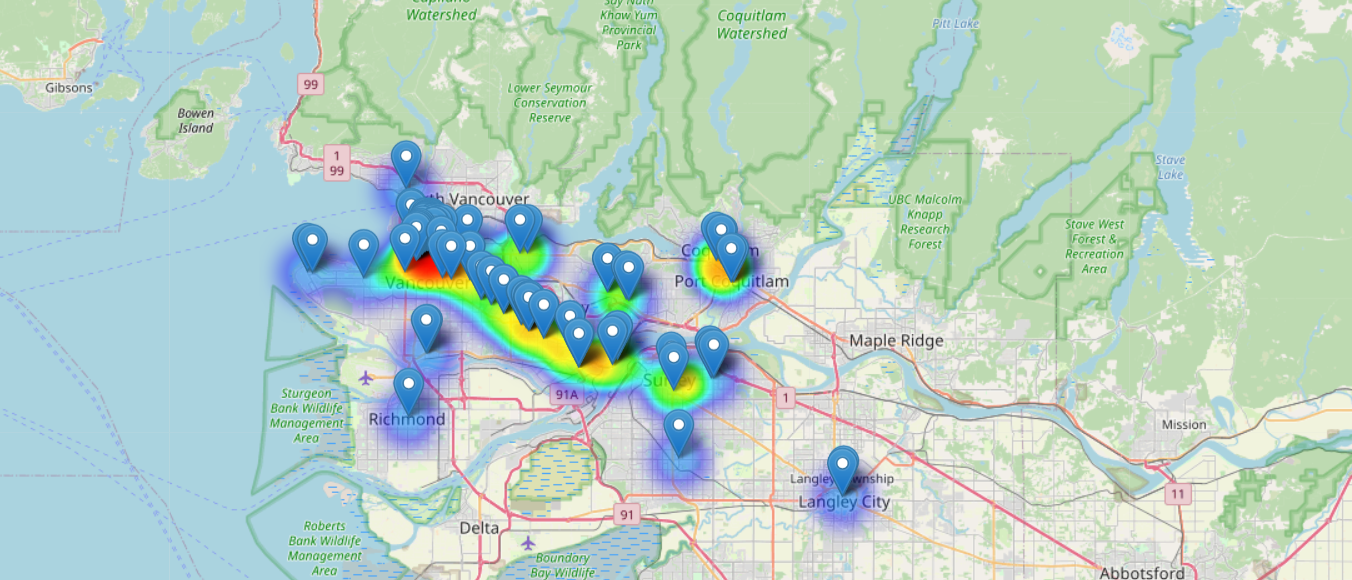 Capilano
Watershed
Say Nuth
Khaw Yum
Provincial
Park
Coquitlam
Watershed
Pitt Lake
99
Gibsons
Lower Seymour
Conservation
Reserve
Bowen
Island
1
99
Stave
Lake
th Vancouver
UBC Malcolm
Knapp
Research
Forest
Stave West
Forest &
Recreation
Area
Coquitlam
Vancouver
Port Coquitlam
Maple Ridge
Surrey
91A
1
Sturgeon
Bank Wildlife
Management
Area
Richmond
Mission
Langley Township
Langley City
11
91
Delta
Roberts
Bank Wildlife
Management
Area
Boundary
Bay Wildlife
Abbotsford